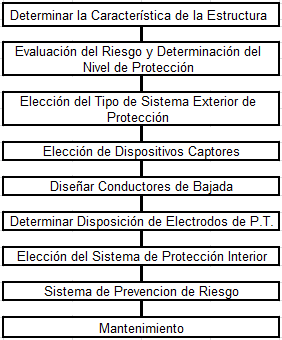 Determinar la Característica de la Estructura
Evaluación del Riesgo y Determinación del
Nivel de Protección
Elección del Tipo de Sistema Exterior de
Protección
Elección de Dispositivos Captores
Diseñar Conductores de Bajada
Determinar Disposición de Electrodos de P.T.
Elección del Sistema de Protección Interior
Sistema de Prevencion de Riesgo
Mantenimiento